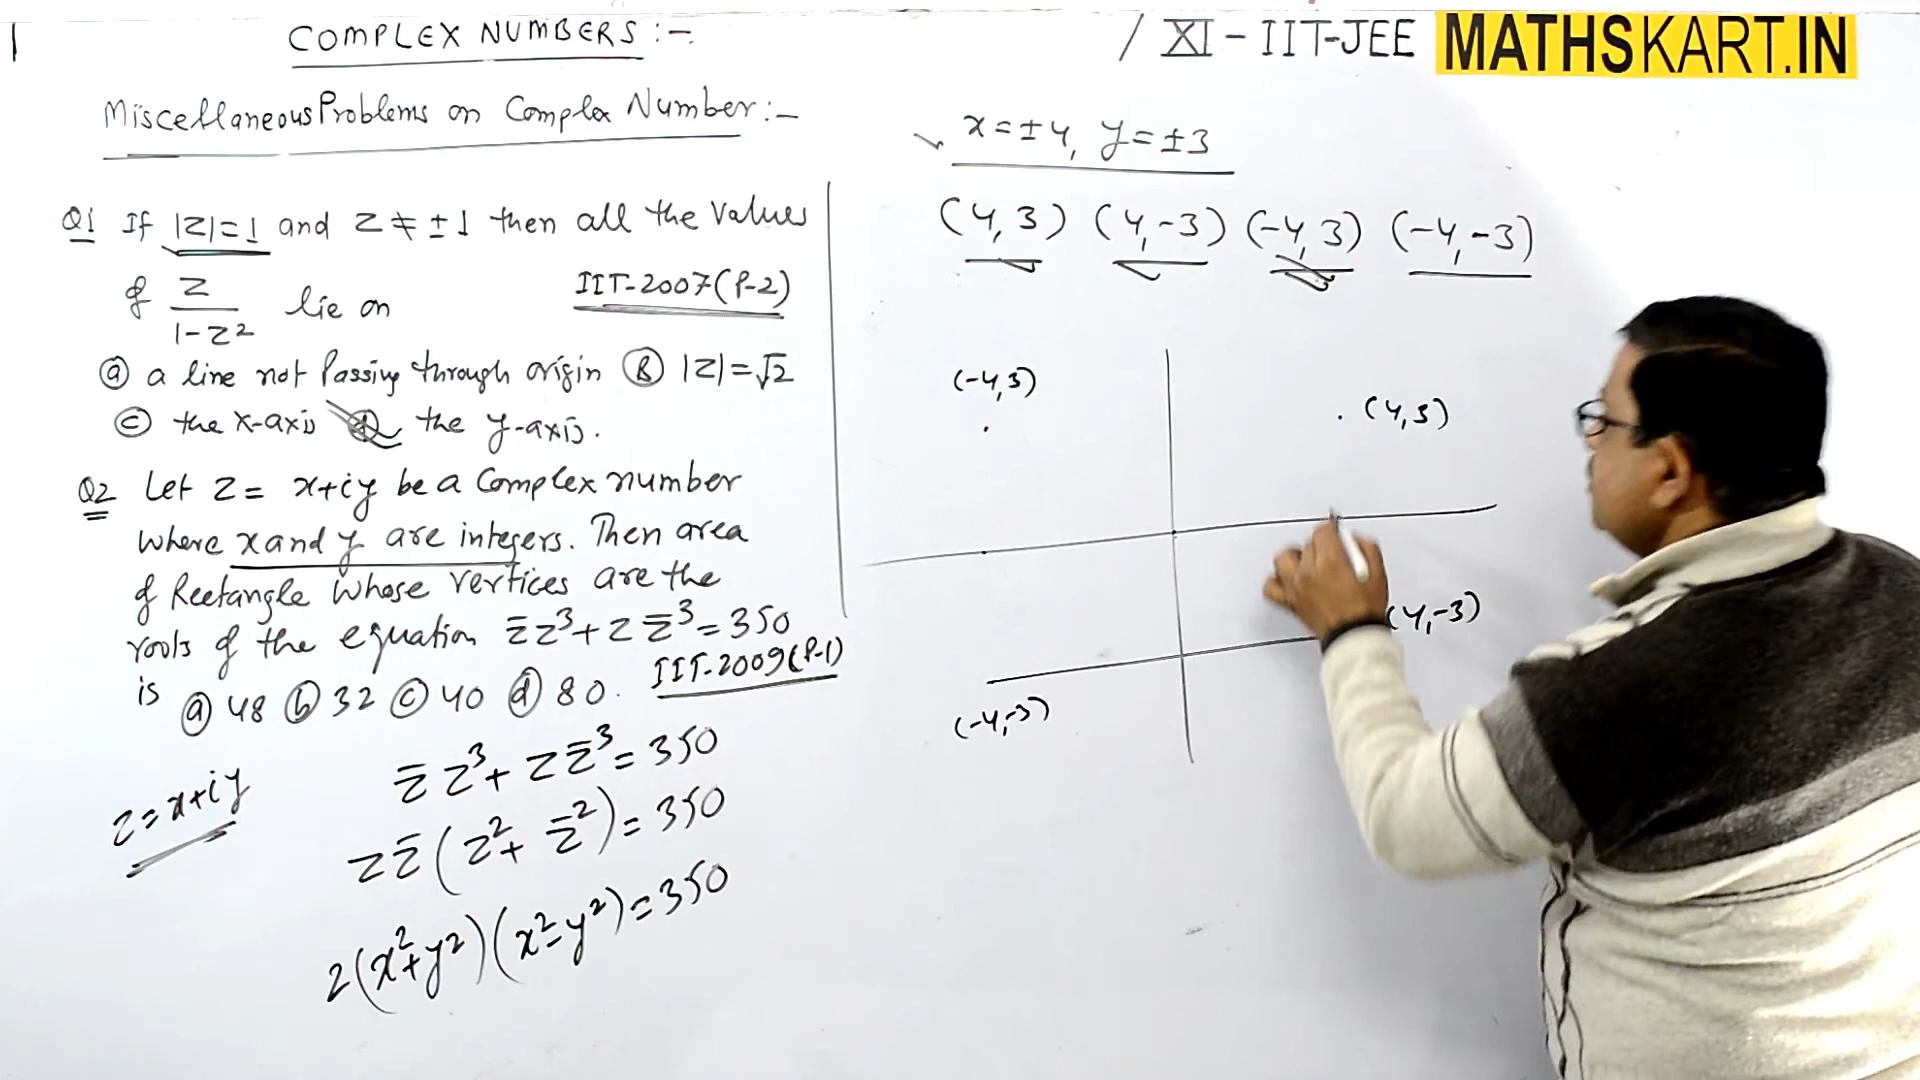 COMPLEX NUMBERS :-
/ XI - IIT-JEE MATHSKART.IN
Miscellaneous Problems on Complex Number :-
Q1 If |Z|=1 and Z ≠ ±1 then all the Values
of Z/(1-Z²) lie on IIT-2007(P-2)
ⓐ a line not Passing through origin Ⓑ |Z|=√2
Ⓒ the X-axis ⓓ the y-axis.
Q2 Let Z = x+iy be a Complex number
where x and y are integers. Then area
of Rectangle whose vertices are the
roots of the equation z̄z³+zz̄³=350
is ⓐ 48 ⓑ 32 ⓒ 40 ⓓ 80. IIT-2009(P-1)
z=x+iy
z̄z³+zz̄³=350
zz̄(z²+z̄²)=350
2(x²+y²)(x²-y²)=350
x=±4, y=±3
(4,3) (4,-3) (-4,3) (-4,-3)
(-4,3)
(4,3)
(4,-3)
(-4,-3)